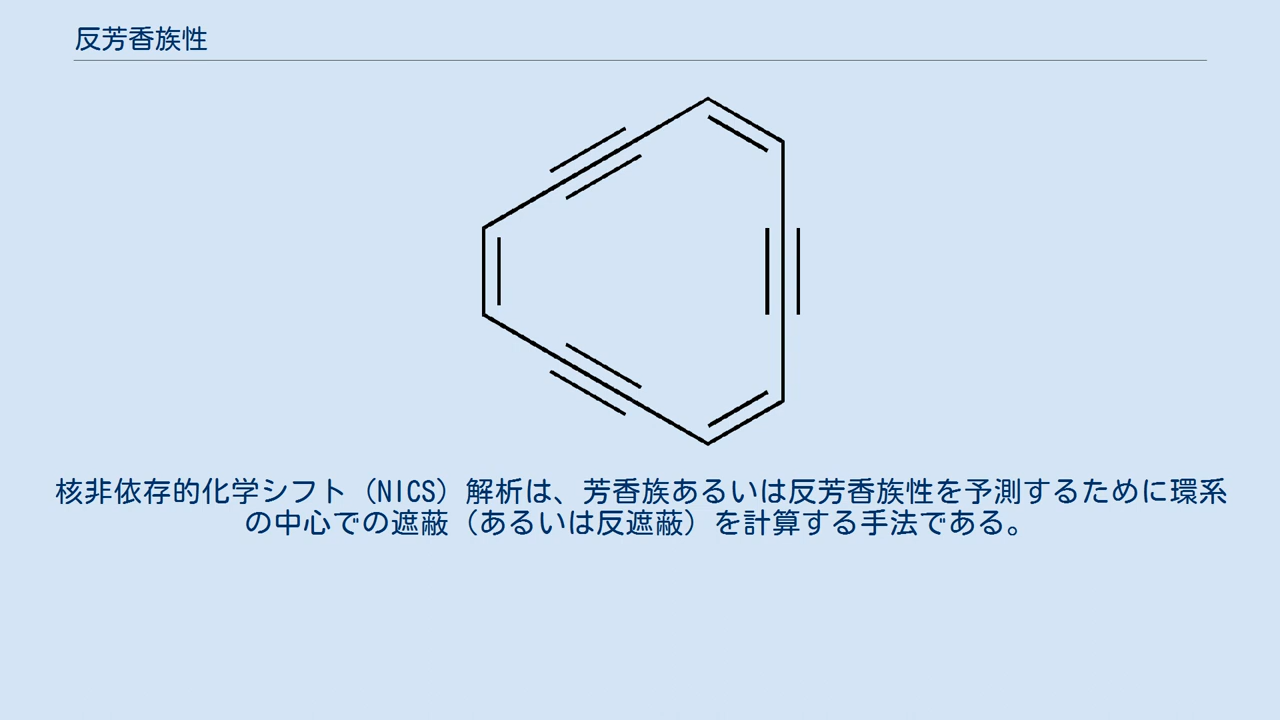 反芳香族性
核非依存的化学シフト（NICS）解析は、芳香族あるいは反芳香族性を予測するために環系
の中心での遮蔽（あるいは反遮蔽）を計算する手法である。